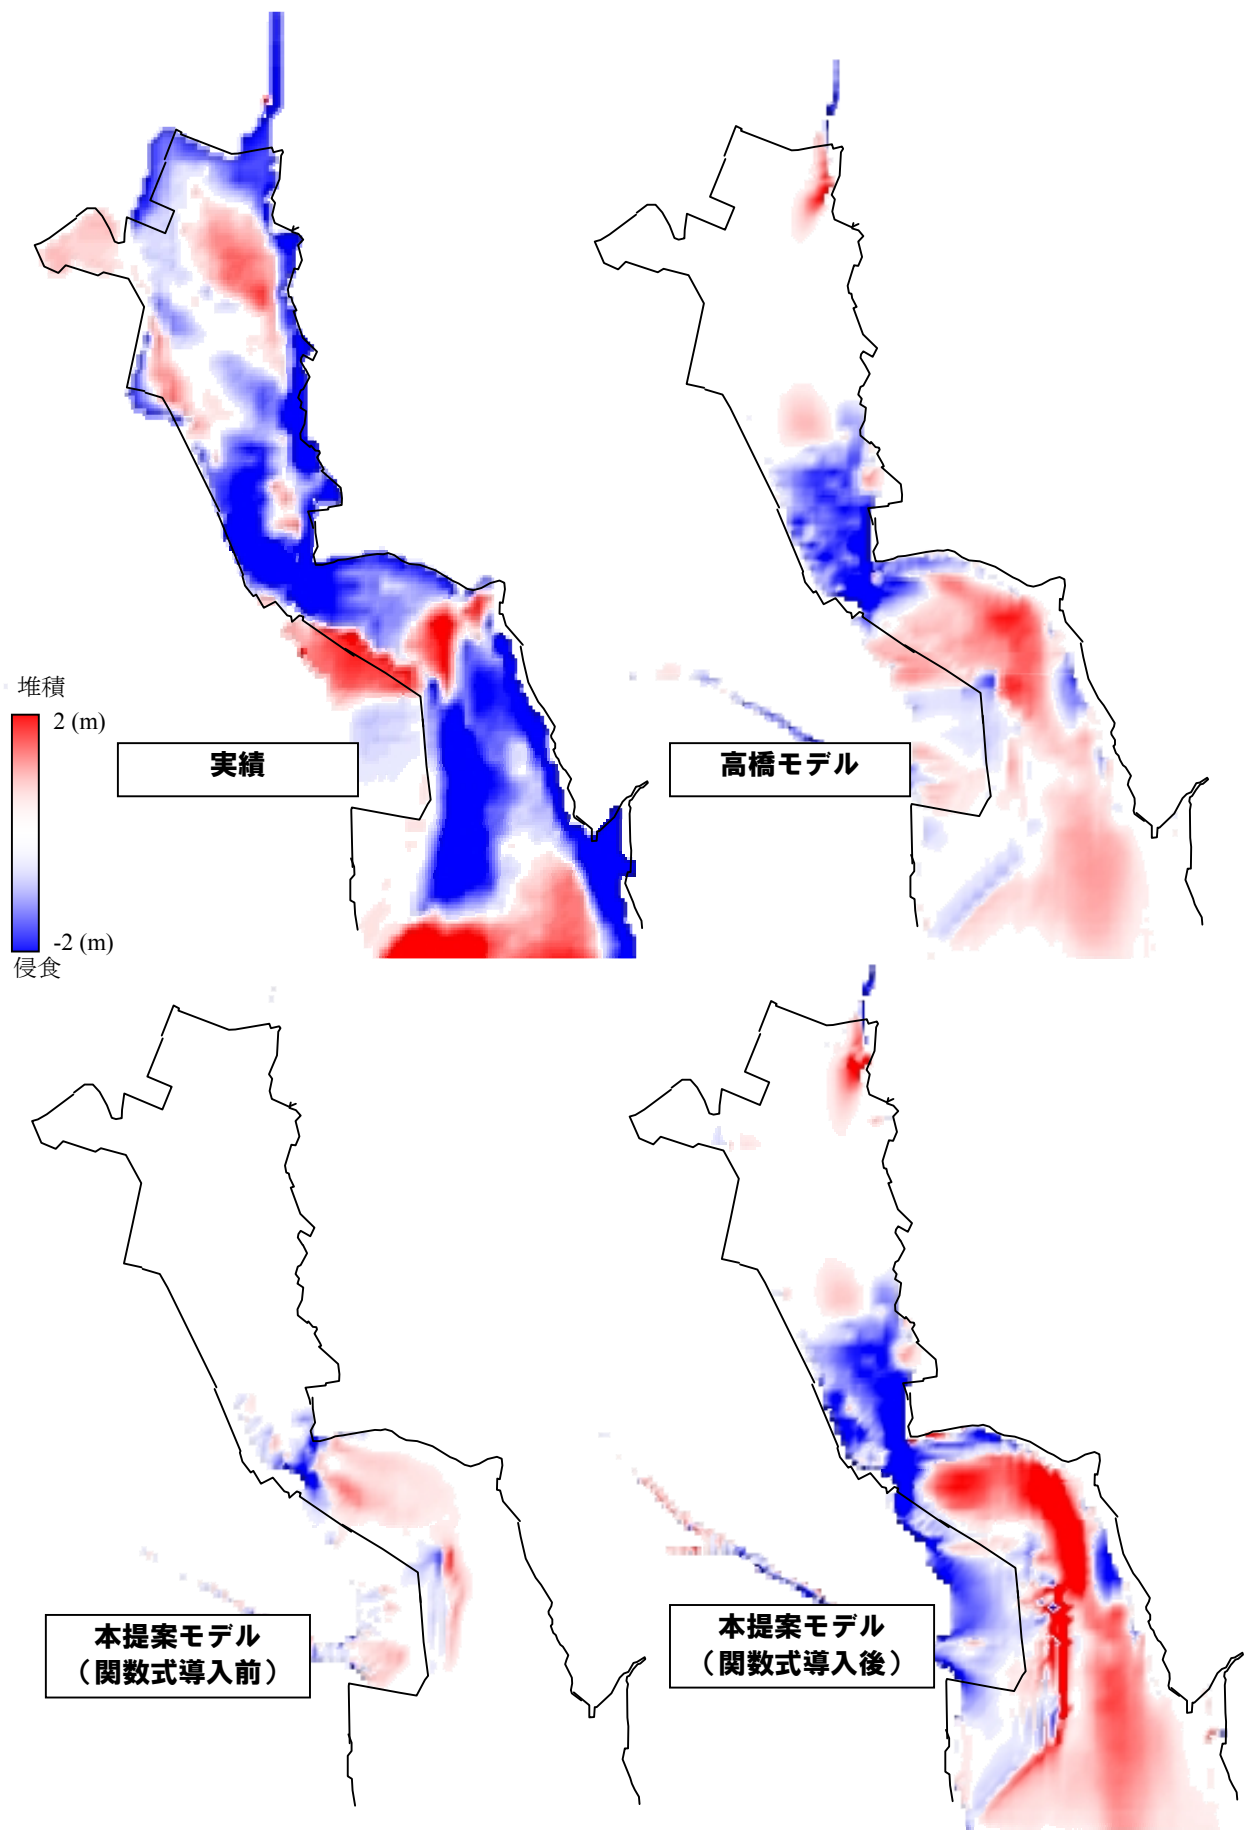 堆積
2 (m)
-2 (m)
侵食
実績
高橋モデル
本提案モデル
（関数式導入前）
本提案モデル
（関数式導入後）